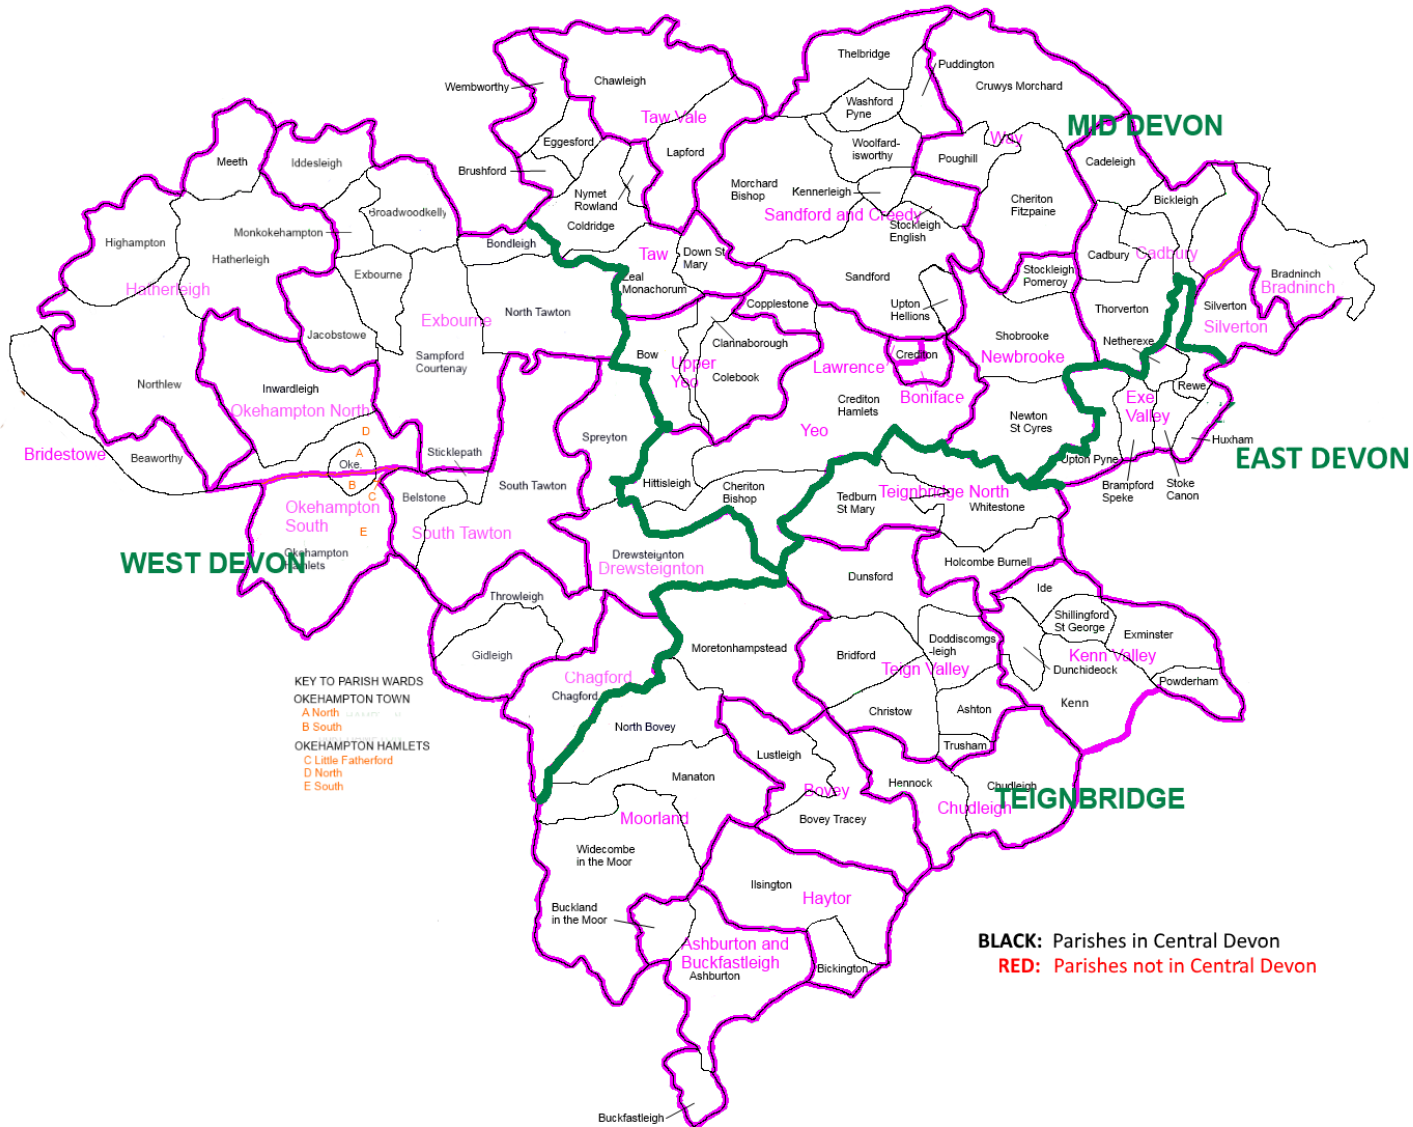 Thelbridge
Puddington
Cruwys Morchard
Wembworthy
Chawleigh
Washford
Pyne
Taw Vale
MID DEVON
Way
Eggesford
Lapford
Woolfard-
isworthy
Poughill
Cadeleigh
Meeth
Iddesleigh
Brushford
Nymet
Rowland
Morchard
Bishop
Kennerleigh
Cheriton
Fitzpaine
Bickleigh
Broadwoodkelly
Coldridge
Sandford and Creedy
Stockleigh
English
Highampton
Monkokehampton
Hatherleigh
Bondleigh
Taw
Down St
Mary
Cadbury
Cadbury
Hatherleigh
Exbourne
Zeal
Monachorum
Sandford
Stockleigh
Pomeroy
Bradninch
Bradninch
Copplestone
Upton
Hellions
Thorverton
Silverton
Silverton
Jacobstowe
Exbourne
North Tawton
Clannaborough
Shobrooke
Newbrooke
Netherexe
Bow
Upper
Yeo
Colebook
Lawrence
Crediton
Sampford
Courtenay
Northlew
Inwardleigh
Boniface
Rewe
Okehampton North
Crediton
Hamlets
Exe
Valley
Yeo
Newton
St Cyres
D
Spreyton
Huxham
Bridestowe
Beaworthy
A
Oke.
Sticklepath
Upton Pyne
EAST DEVON
B
C
Belstone
South Tawton
Hittisleigh
Cheriton
Bishop
Tedburn
St Mary
Teignbridge North
Whitestone
Brampford
Speke
Stoke
Canon
Okehampton
South
E
South Tawton
Okehampton
Hamlets
WEST DEVON
Drewsteignton
Drewsteignton
Holcombe Burnell
Dunsford
Ide
Throwleigh
Shillingford
St George
Exminster
Gidleigh
Moretonhampstead
Bridford
Doddiscomgs
-leigh
Teign Valley
Kenn Valley
Dunchideock
Powderham
KEY TO PARISH WARDS
OKEHAMPTON TOWN
A North
B South
OKEHAMPTON HAMLETS
C Little Fatherford
D North
E South
Chagford
Chagford
North Bovey
Christow
Ashton
Kenn
Trusham
Lustleigh
Manaton
Hennock
Chudleigh
Bovey
Chudleigh
TEIGNBRIDGE
Moorland
Bovey Tracey
Widecombe
in the Moor
Ilsington
Haytor
Buckland
in the Moor
Ashburton and
Buckfastleigh
Ashburton
Bickington
BLACK: Parishes in Central Devon
RED: Parishes not in Central Devon
Buckfastleigh